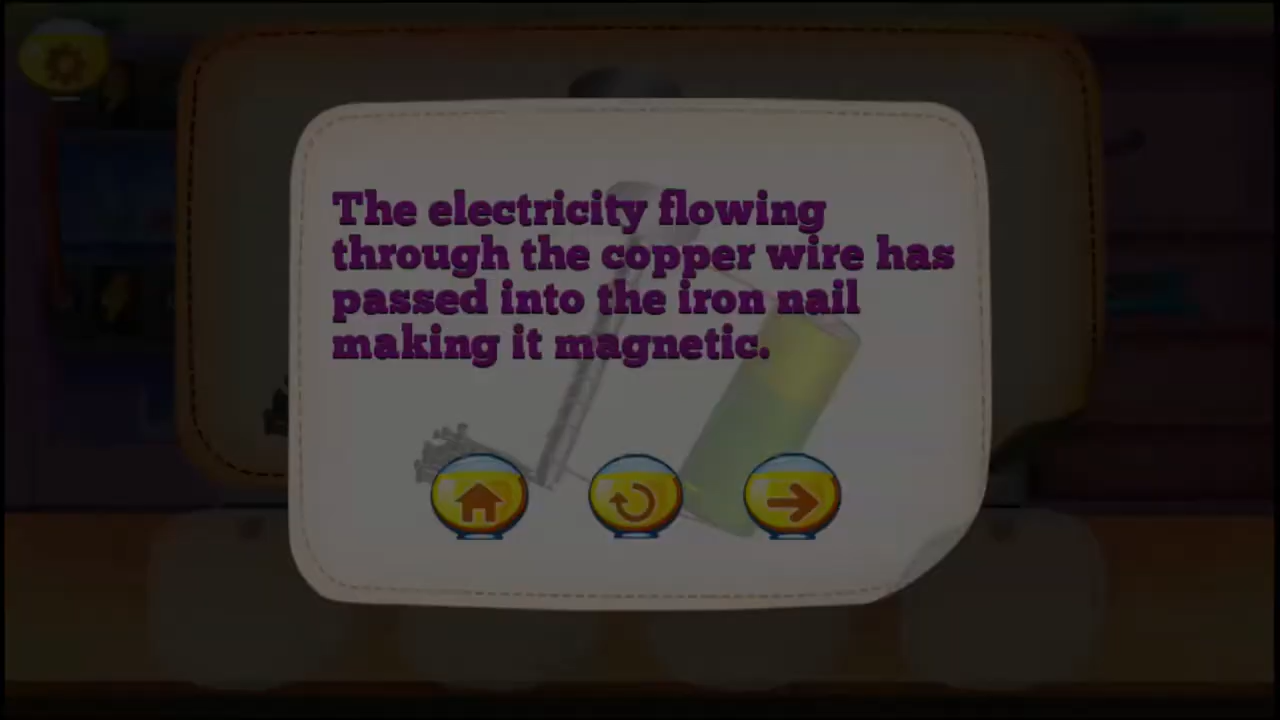 The electricity flowing
through the copper wire has
passed into the iron nail
making it magnetic.